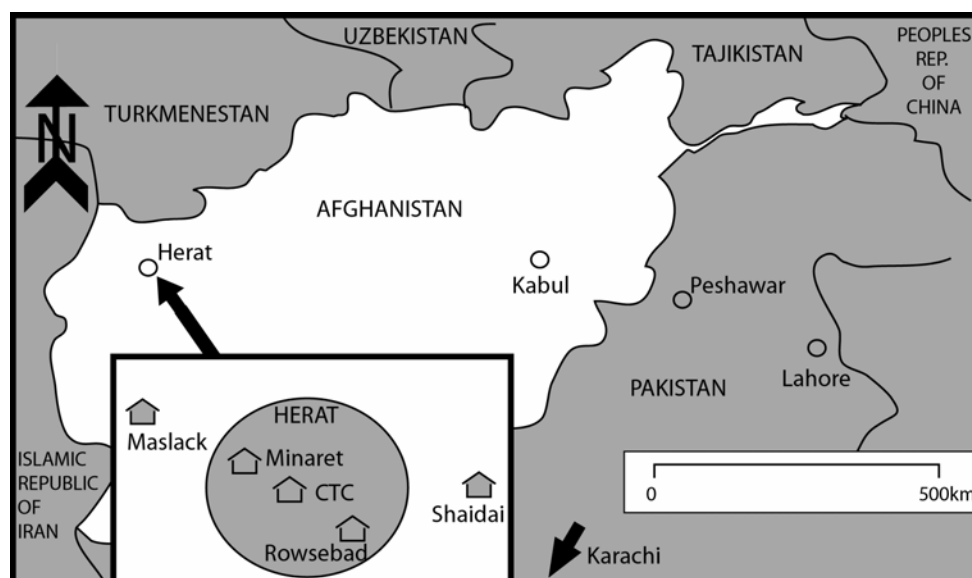 UZBEKISTAN
TAJIKISTAN
PEOPLES
REP.
OF
CHINA
TURKMENESTAN
N
AFGHANISTAN
Herat
Kabul
Peshawar
Lahore
PAKISTAN
HERAT
Maslack
Minaret
CTC
Rowsebad
Shaidai
ISLAMIC
REPUBLIC
OF
IRAN
0
500km
Karachi